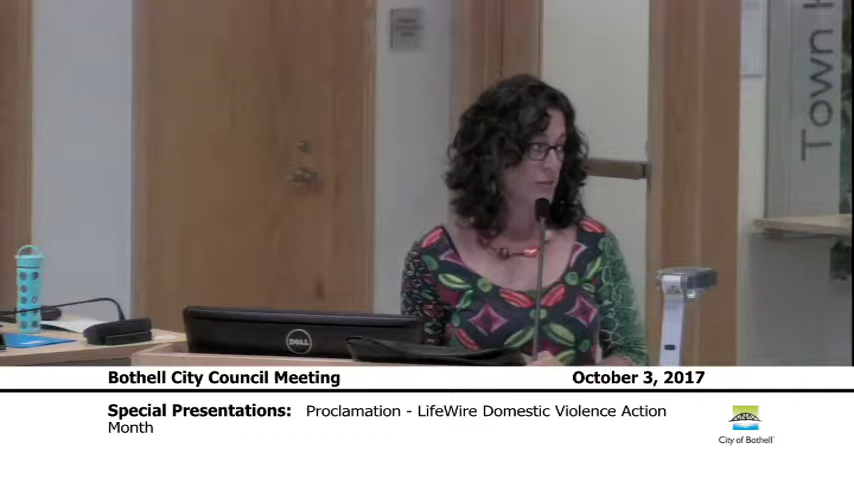 Town H
DELL
Bothell City Council Meeting
October 3, 2017
Special Presentations: Proclamation - LifeWire Domestic Violence Action
Month
City of Bothell